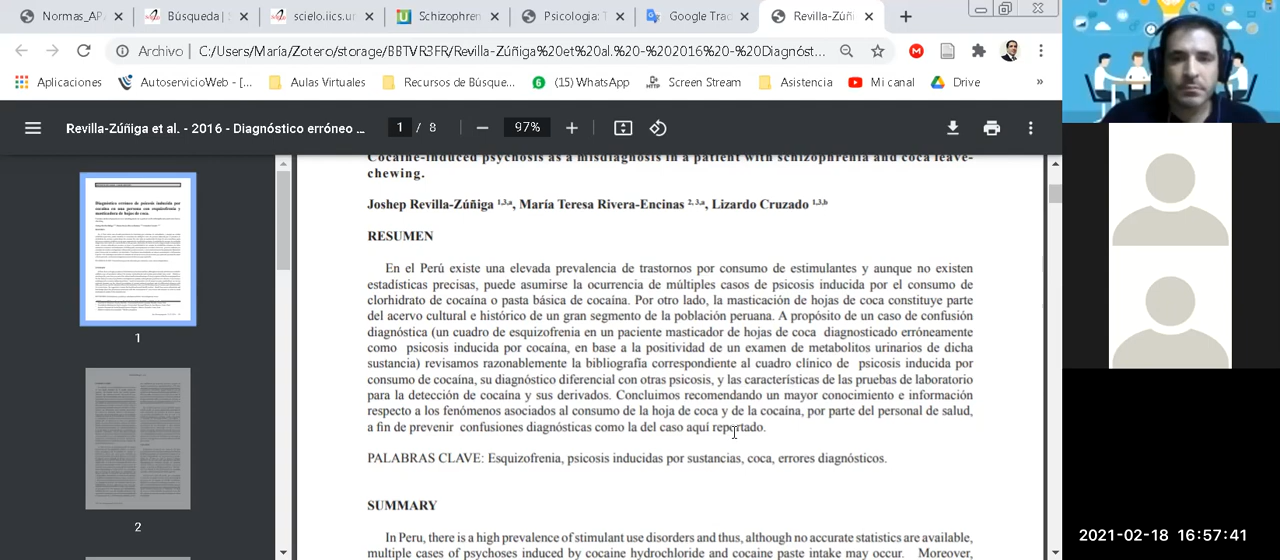 Normas_AP
Búsqueda | S
scielo.iics.un
Schizophren
Psicologia: T
Google Trad
Revilla-Zúñi
Archivo | C:/Users/María/Zotero/storage/BBTVR3FR/Revilla-Zúñiga%20et%20al.%20-%202016%20-%20Diagnóst...
Aplicaciones
AutoservicioWeb - [...
Aulas Virtuales
Recursos de Búsque...
(15) WhatsApp
Screen Stream
Asistencia
Mi canal
Drive
»
Revilla-Zúñiga et al. - 2016 - Diagnóstico erróneo ...
1 / 8
97%
Cocaine-induced psychosis as a misdiagnosis in a patient with schizophrenia and coca leave-
chewing.
Joshep Revilla-Zúñiga 1,3,a, María Teresa Rivera-Encinas 2, 3,a, Lizardo Cruzado 1,3,b
RESUMEN
En el Perú existe una elevada prevalencia de trastornos por consumo de estimulantes y aunque no existen
estadísticas precisas, puede asumirse la ocurrencia de múltiples casos de psicosis inducida por el consumo de
clorhidrato de cocaína o pasta básica de cocaína. Por otro lado, la masticación de hojas de coca constituye parte
del acervo cultural e histórico de un gran segmento de la población peruana. A propósito de un caso de confusión
diagnóstica (un cuadro de esquizofrenia en un paciente masticador de hojas de coca diagnosticado erróneamente
como psicosis inducida por cocaína, en base a la positividad de un examen de metabolitos urinarios de dicha
sustancia) revisamos razonablemente la bibliografía correspondiente al cuadro clínico de psicosis inducida por
consumo de cocaína, su diagnóstico diferencial con otras psicosis, y las características de las pruebas de laboratorio
para la detección de cocaína y sus derivados. Concluimos recomendando un mayor conocimiento e información
respecto a los fenómenos asociados al consumo de la hoja de coca y de la cocaína, por parte del personal de salud,
a fin de prevenir confusiones diagnósticas como la del caso aquí reportado.
PALABRAS CLAVE: Esquizofrenia, psicosis inducidas por sustancias, coca, errores diagnósticos.
SUMMARY
In Peru, there is a high prevalence of stimulant use disorders and thus, although no accurate statistics are available,
multiple cases of psychoses induced by cocaine hydrochloride and cocaine paste intake may occur. Moreover,
1
2
2021-02-18 16:57:41